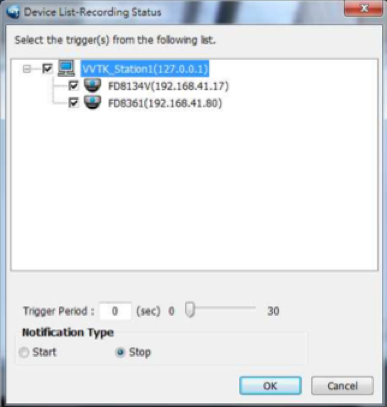 Device List-Recording Status
Select the trigger(s) from the following list.
VVTK_Station1(127.0.0.1)
FD8134V(192.168.41.17)
FD8361(192.168.41.80)
Trigger Period : 0 (sec) 0 30
Notification Type
Start Stop
OK Cancel